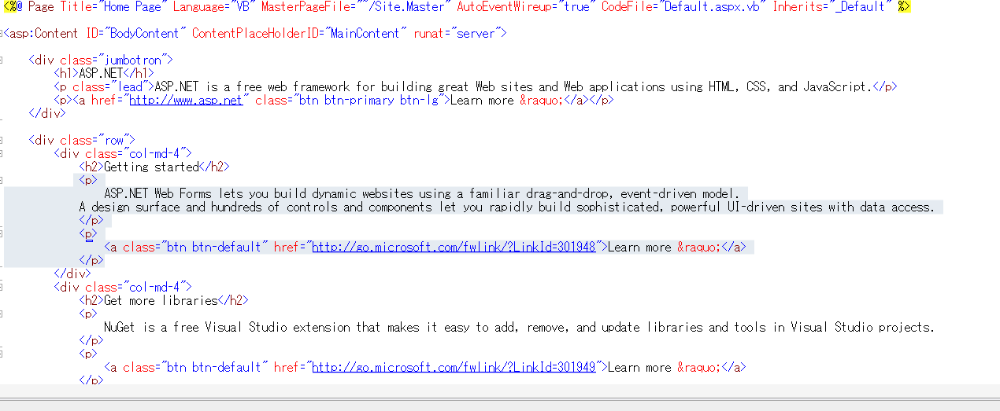 <%@ Page Title="Home Page" Language="VB" MasterPageFile="~/Site.Master" AutoEventWireup="true" CodeFile="Default.aspx.vb" Inherits="_Default" %>
<asp:Content ID="BodyContent" ContentPlaceHolderID="MainContent" runat="server">
<div class="jumbotron">
<h1>ASP.NET</h1>
<p class="lead">ASP.NET is a free web framework for building great Web sites and Web applications using HTML, CSS, and JavaScript.</p>
<p><a href="http://www.asp.net" class="btn btn-primary btn-lg">Learn more &raquo;</a></p>
</div>
<div class="row">
<div class="col-md-4">
<h2>Getting started</h2>
<p>
ASP.NET Web Forms lets you build dynamic websites using a familiar drag-and-drop, event-driven model.
A design surface and hundreds of controls and components let you rapidly build sophisticated, powerful UI-driven sites with data access.
</p>
<p>
<a class="btn btn-default" href="http://go.microsoft.com/fwlink/?LinkId=301948">Learn more &raquo;</a>
</p>
</div>
<div class="col-md-4">
<h2>Get more libraries</h2>
<p>
NuGet is a free Visual Studio extension that makes it easy to add, remove, and update libraries and tools in Visual Studio projects.
</p>
<p>
<a class="btn btn-default" href="http://go.microsoft.com/fwlink/?LinkId=301949">Learn more &raquo;</a>
</p>